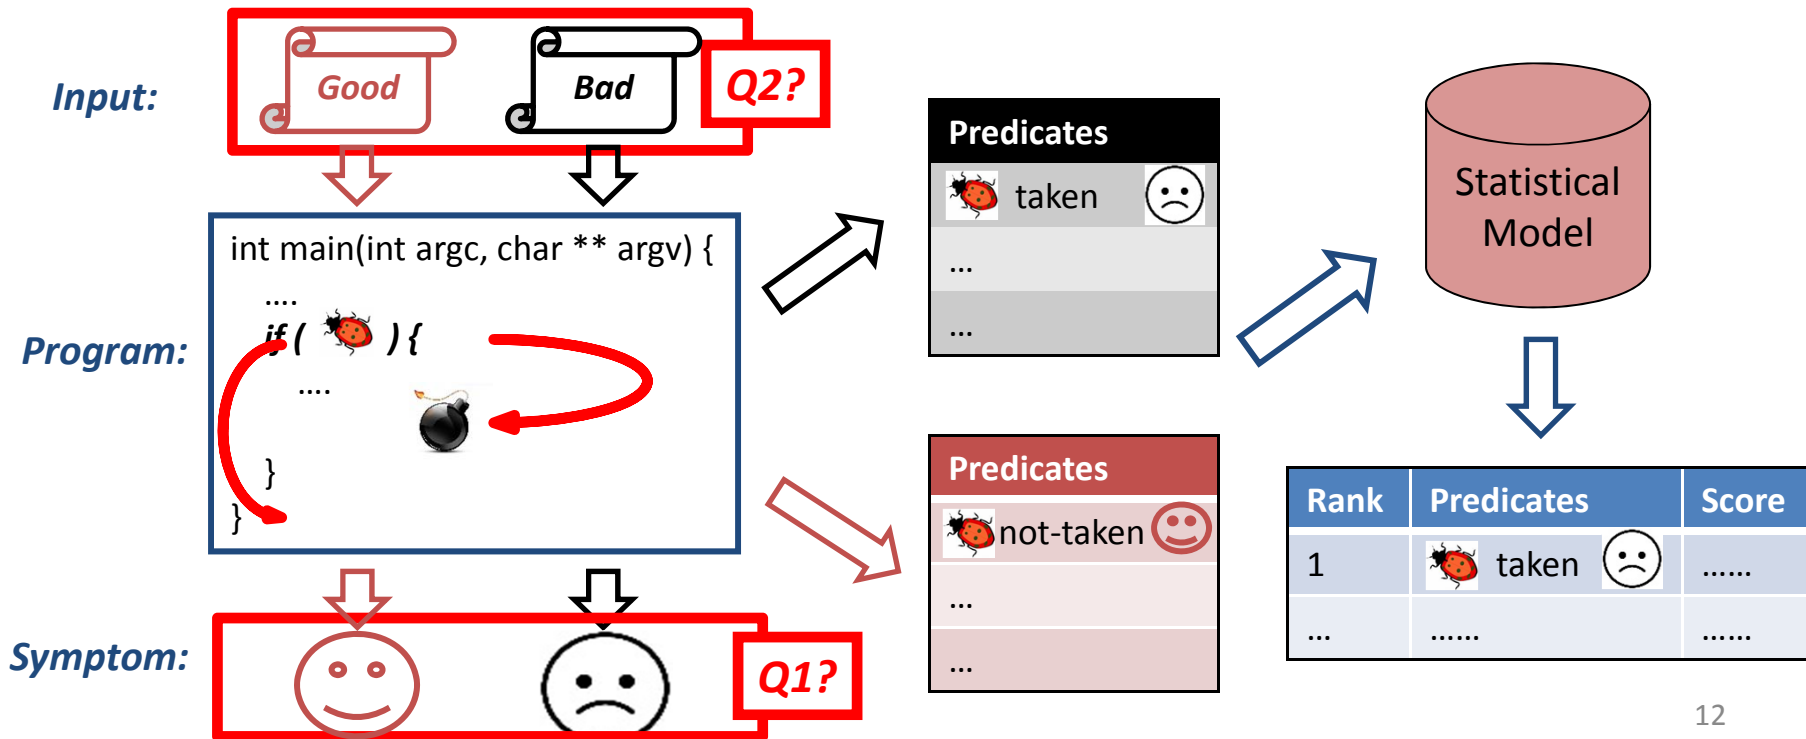 Input:
Good
Bad
Q2?
Program:
int main(int argc, char ** argv) {
....
if ( ) {
....
}
}
Symptom:
Q1?
Predicates
taken
...
...
Predicates
not-taken
...
...
Statistical
Model
Rank Predicates Score
1 taken ......
... ...... ......
12